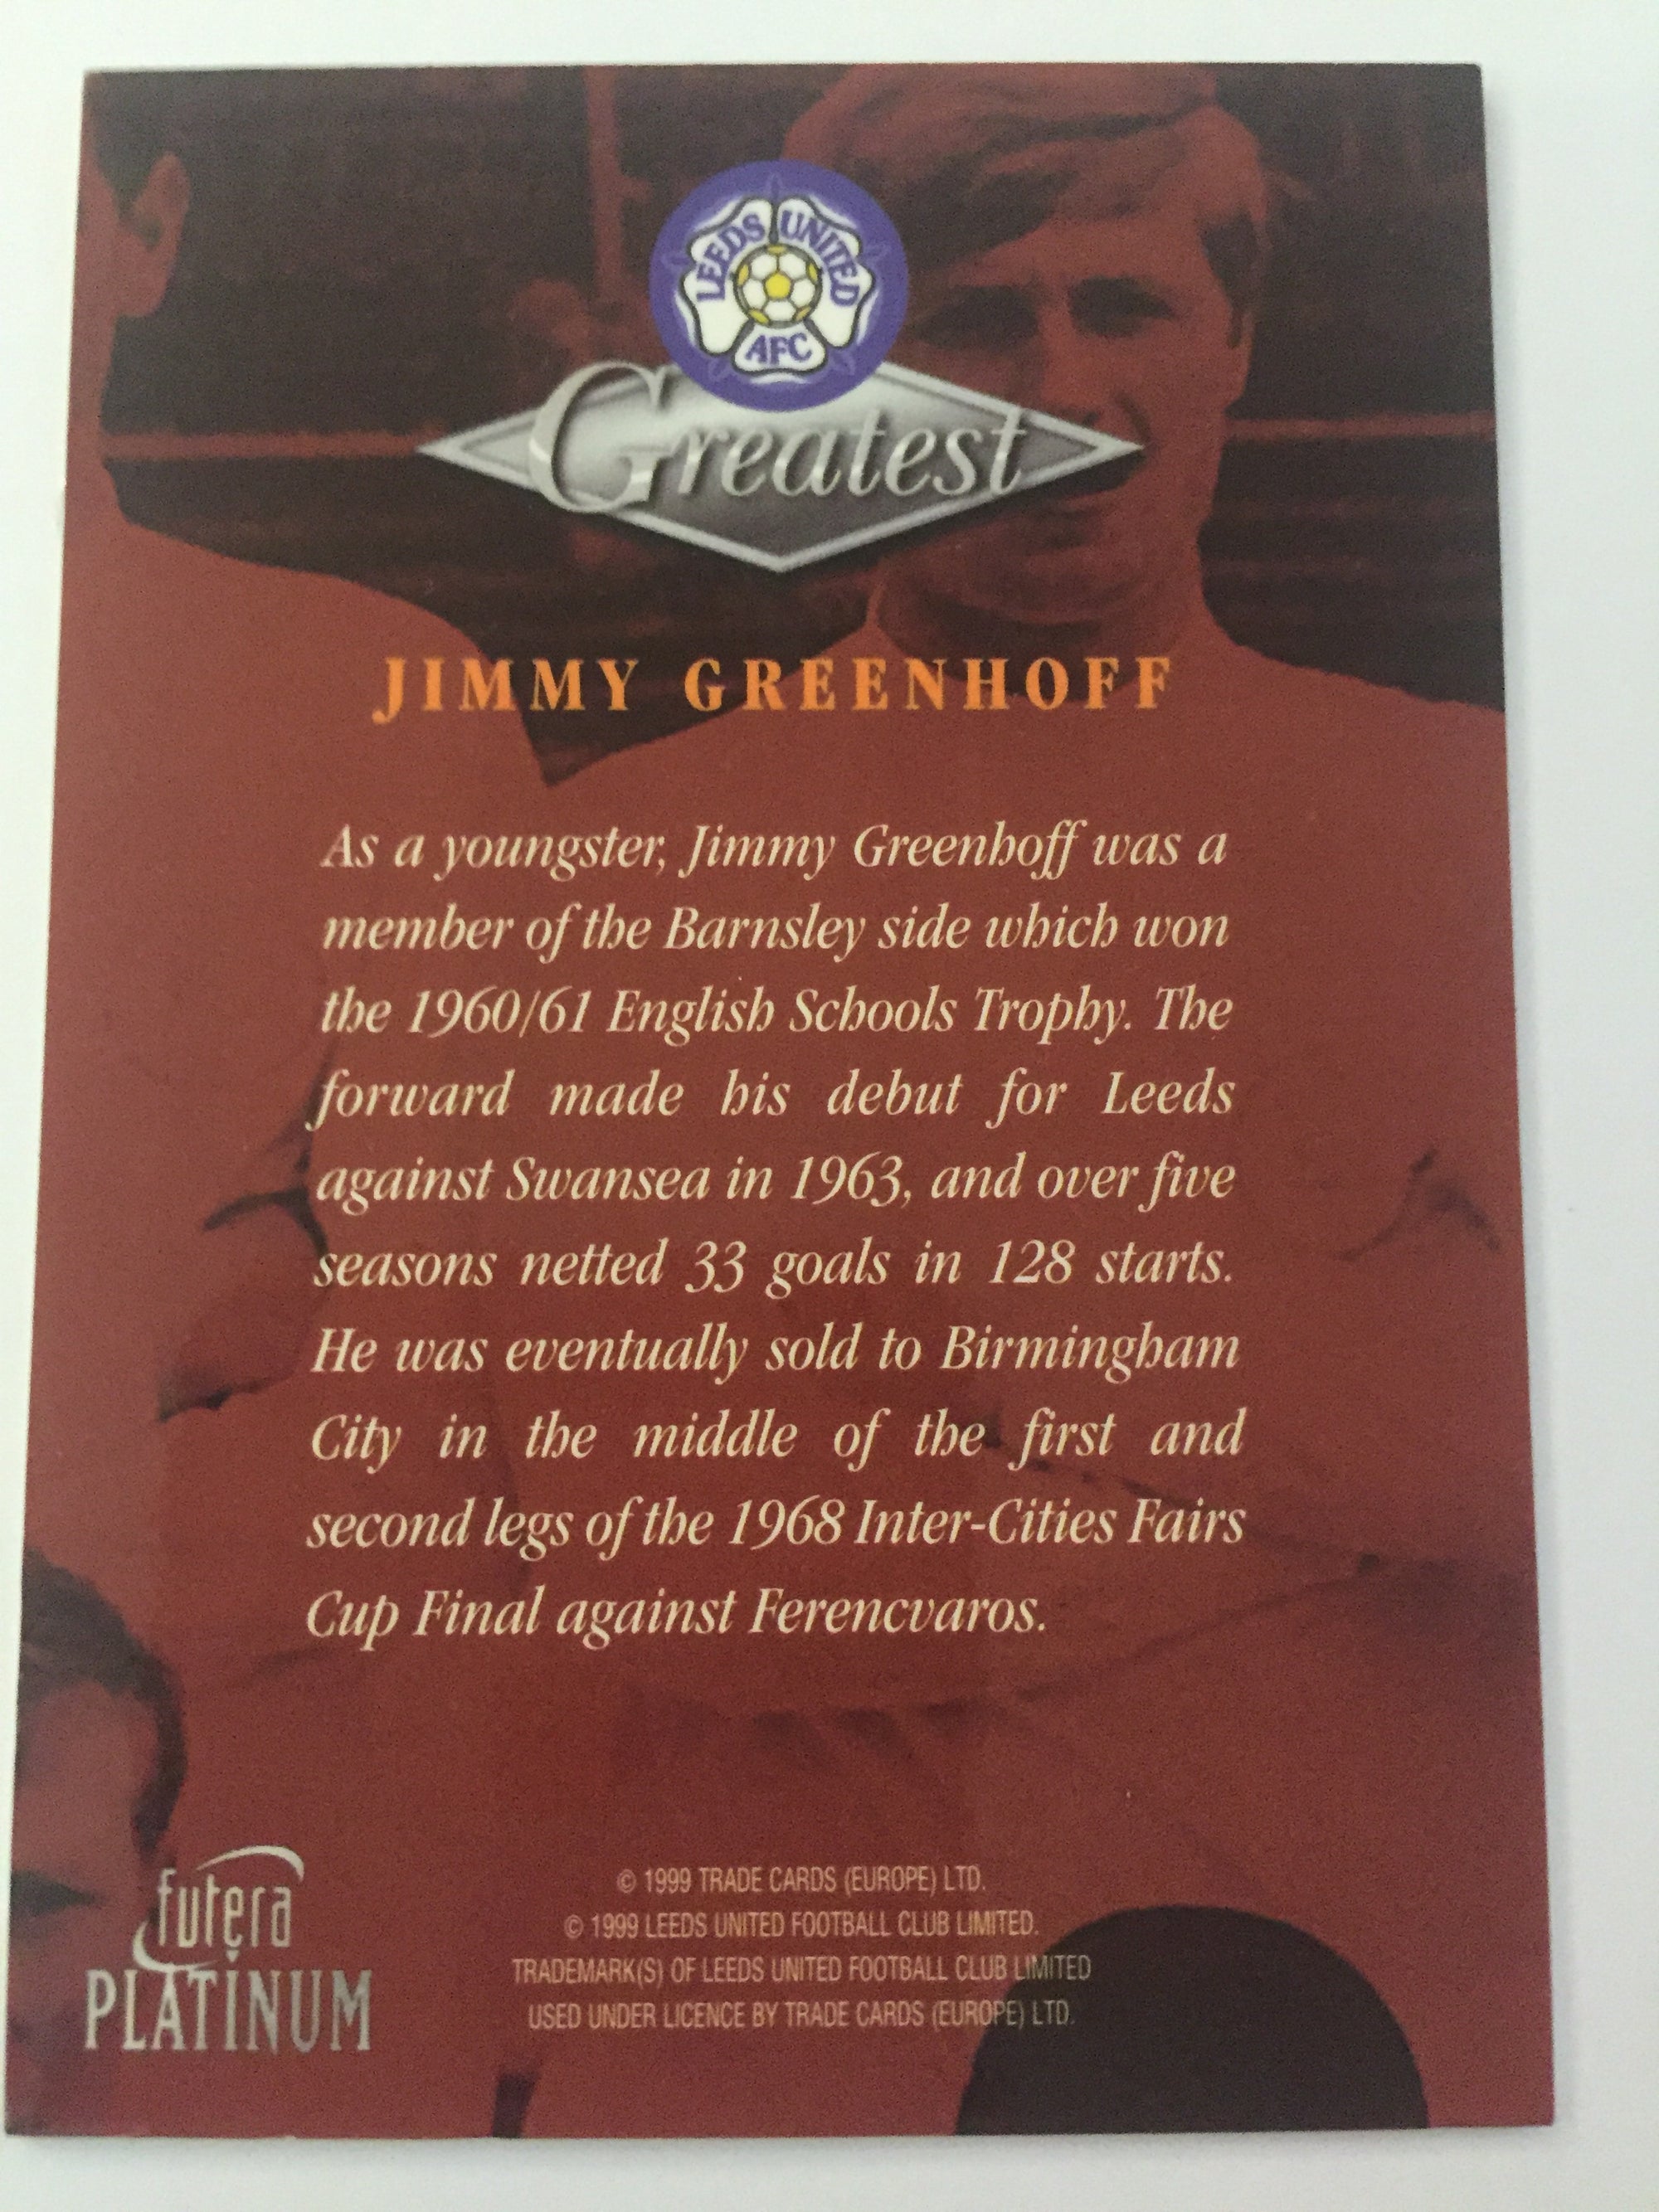 LEEDS UNITED
AFC
Greatest
JIMMY GREENHOFF
As a youngster, Jimmy Greenhoff was a
member of the Barnsley side which won
the 1960/61 English Schools Trophy. The
forward made his debut for Leeds
against Swansea in 1963, and over five
seasons netted 33 goals in 128 starts.
He was eventually sold to Birmingham
City in the middle of the first and
second legs of the 1968 Inter-Cities Fairs
Cup Final against Ferencvaros.
futera
PLATINUM
© 1999 TRADE CARDS (EUROPE) LTD.
© 1999 LEEDS UNITED FOOTBALL CLUB LIMITED.
TRADEMARK(S) OF LEEDS UNITED FOOTBALL CLUB LIMITED
USED UNDER LICENCE BY TRADE CARDS (EUROPE) LTD.